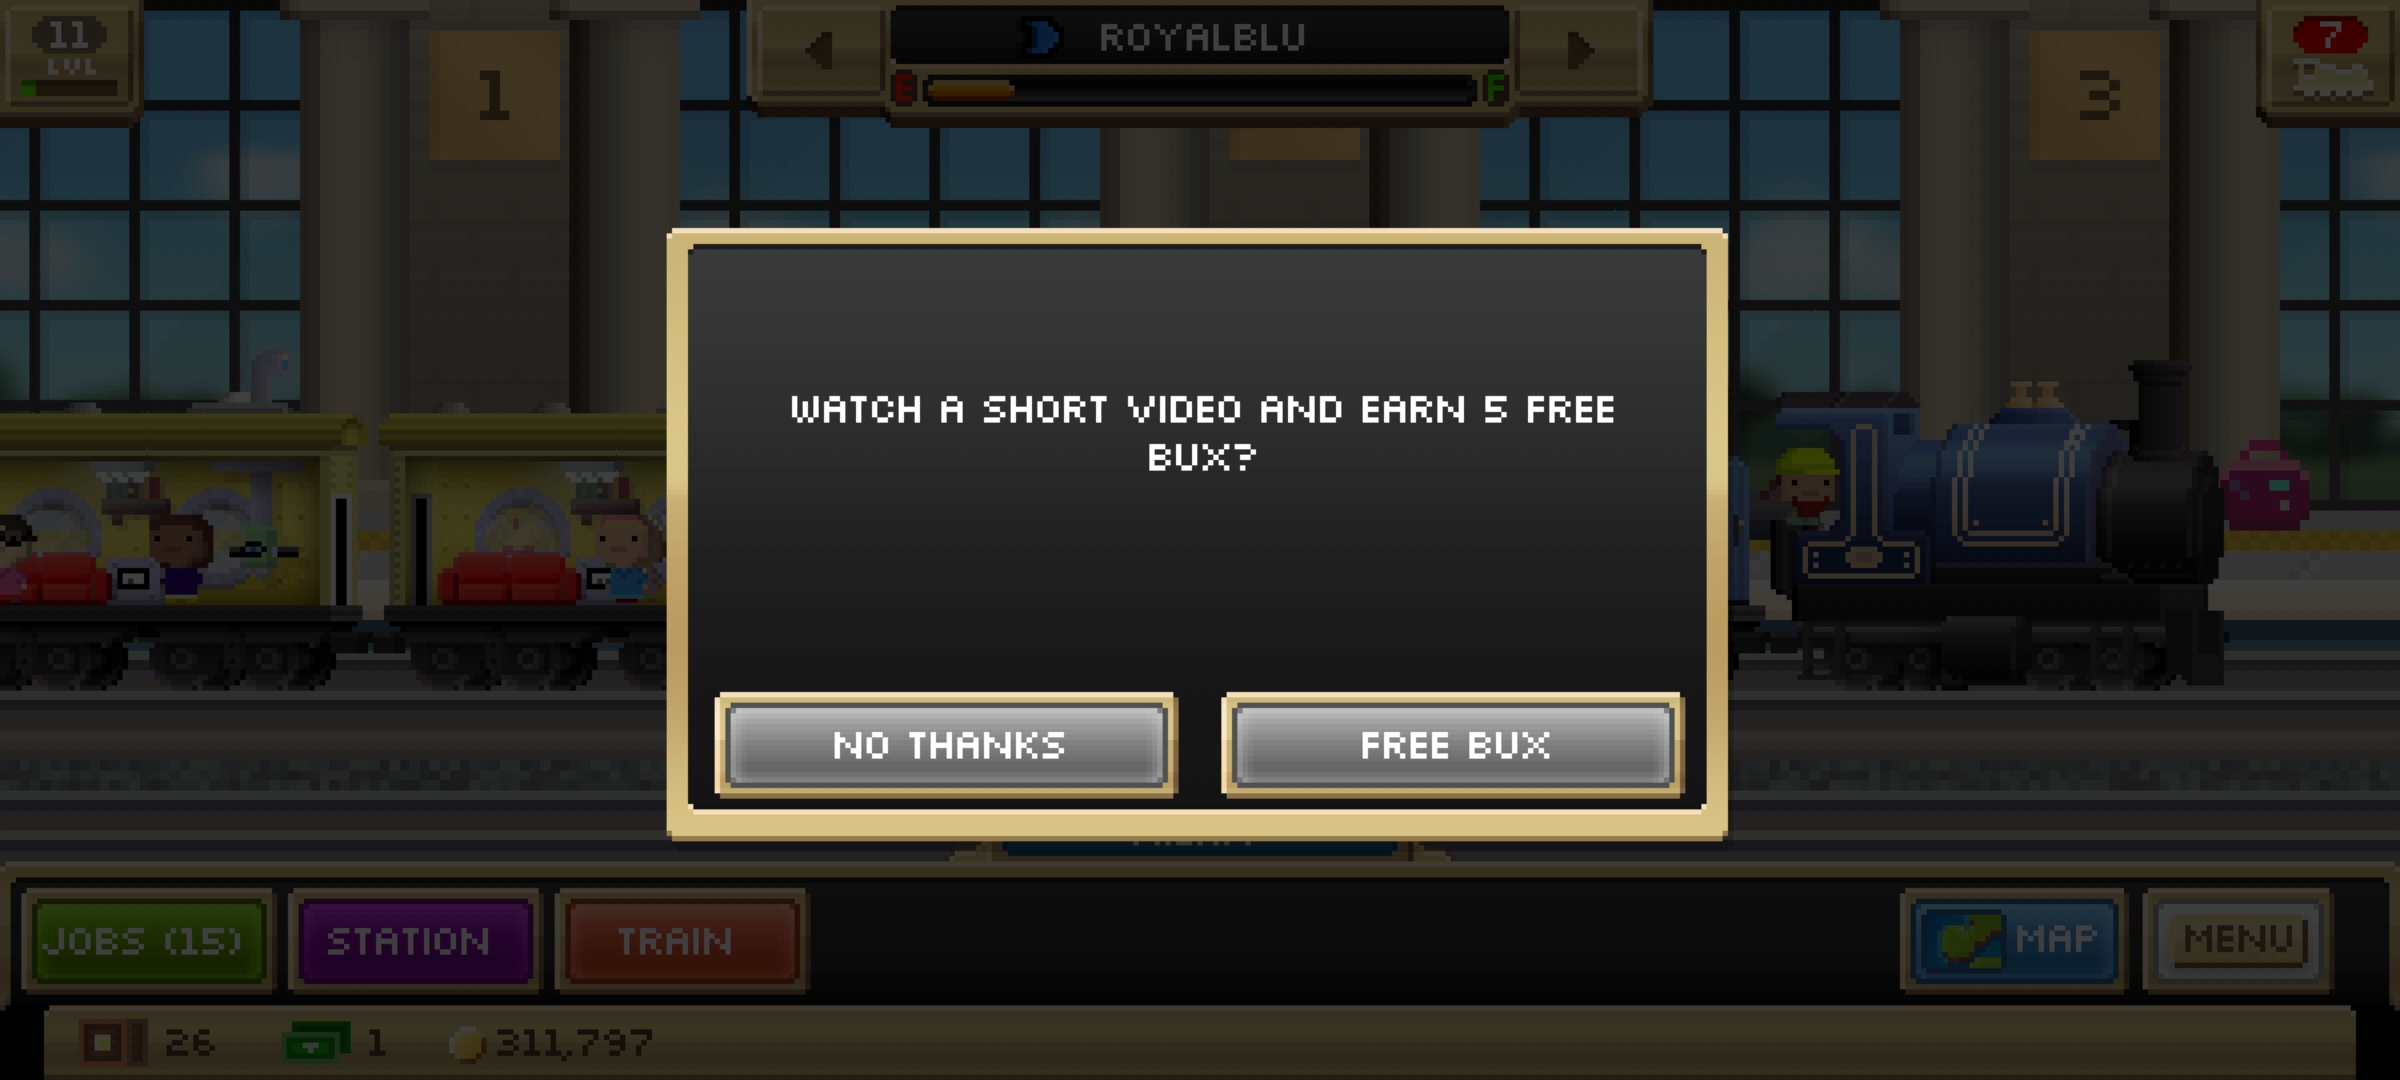 11
LVL
1
ROYALBLU
E
F
3
7
WATCH A SHORT VIDEO AND EARN 5 FREE
BUX?
NO THANKS
FREE BUX
JOBS (15)
STATION
TRAIN
MAP
MENU
26
1
311,797